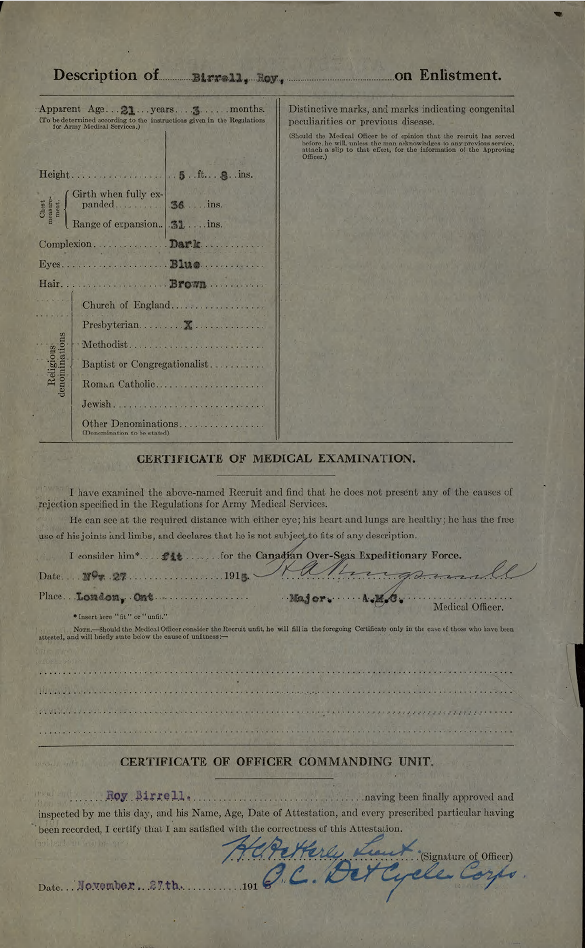 Description of Birrell, Roy, on Enlistment.
Apparent Age 21 years 3 months.
(To be determined according to the instructions given in the Regulations
for Army Medical Services.)
Height 5 ft. 8 ins.
Chest measurement.
Girth when fully ex-
panded 36 ins.
Range of expansion 31 ins.
Complexion Dark
Eyes Blue
Hair Brown
Religious denominations
Church of England
Presbyterian X
Methodist
Baptist or Congregationalist
Roman Catholic
Jewish
Other Denominations
(Denomination to be stated)
Distinctive marks, and marks indicating congenital
peculiarities or previous disease.
(Should the Medical Officer be of opinion that the recruit has served
before, he will, unless the man acknowledges to any previous service,
attach a slip to that effect, for the information of the Approving
Officer.)
CERTIFICATE OF MEDICAL EXAMINATION.
I have examined the above-named Recruit and find that he does not present any of the causes of
rejection specified in the Regulations for Army Medical Services.
He can see at the required distance with either eye; his heart and lungs are healthy; he has the free
use of his joints and limbs, and declares that he is not subject to fits of any description.
I consider him* fit for the Canadian Over-Seas Expeditionary Force.
Date Nov 27 1915.
Place London, Ont Major. A.M.C.
Medical Officer.
*Insert here "fit" or "unfit."
NOTE.—Should the Medical Officer consider the Recruit unfit, he will fill in the foregoing Certificate only in the case of those who have been
attested, and will briefly state below the cause of unfitness:—
CERTIFICATE OF OFFICER COMMANDING UNIT.
Roy Birrell. having been finally approved and
inspected by me this day, and his Name, Age, Date of Attestation, and every prescribed particular having
been recorded, I certify that I am satisfied with the correctness of this Attestation.
Lieut (Signature of Officer)
O.C. Det Cycle Corps.
Date November 27th. 191